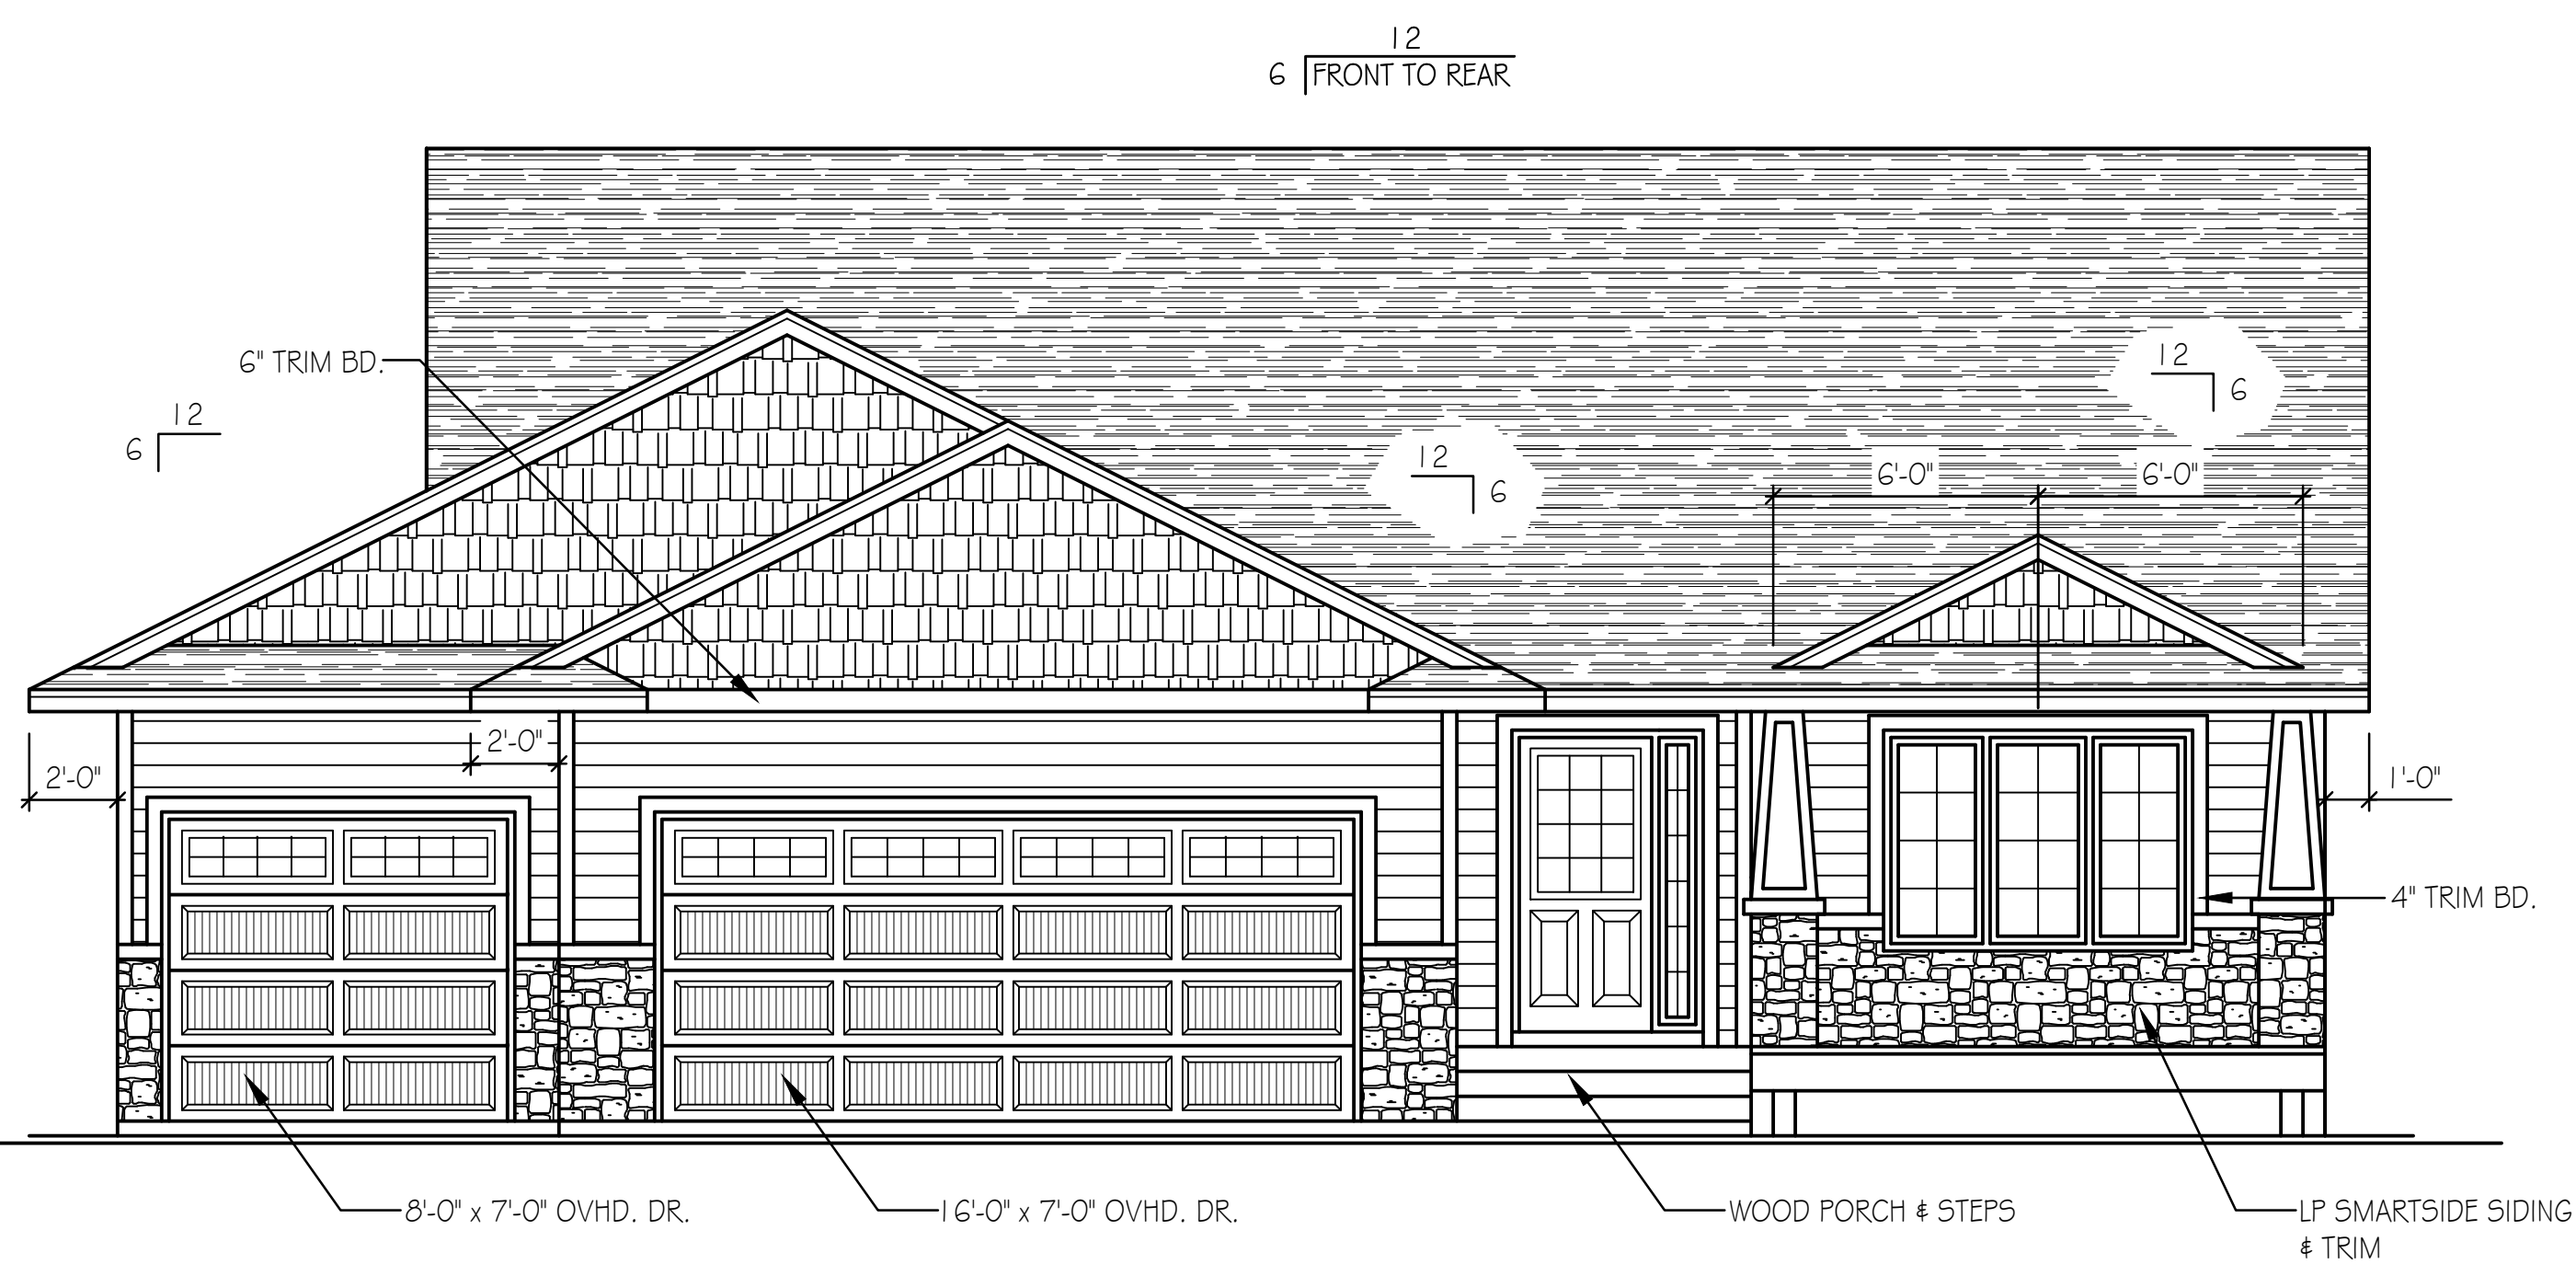 12
6 FRONT TO REAR
6" TRIM BD.
12
6
12
6
12
6
6'-0" 6'-0"
2'-0"
2'-0"
1'-0"
4" TRIM BD.
8'-0" x 7'-0" OVHD. DR.
16'-0" x 7'-0" OVHD. DR.
WOOD PORCH & STEPS
LP SMARTSIDE SIDING
& TRIM